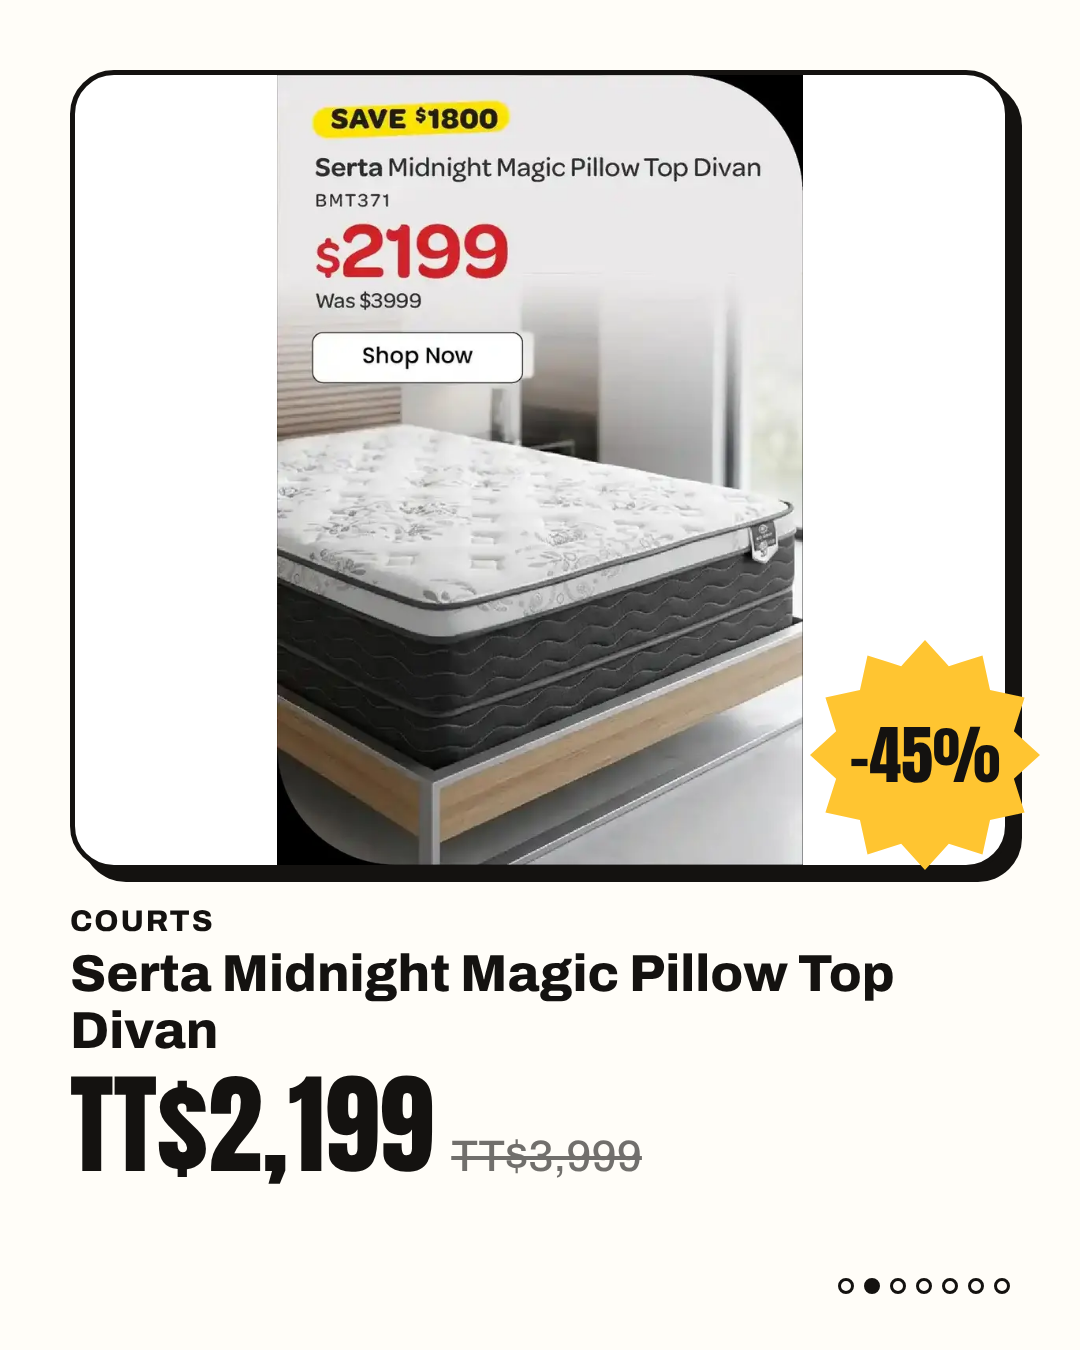 SAVE $1800
Serta Midnight Magic Pillow Top Divan
BMT371
$2199
Was $3999
Shop Now
-45%
COURTS
Serta Midnight Magic Pillow Top
Divan
TT$2,199 TT$3,999